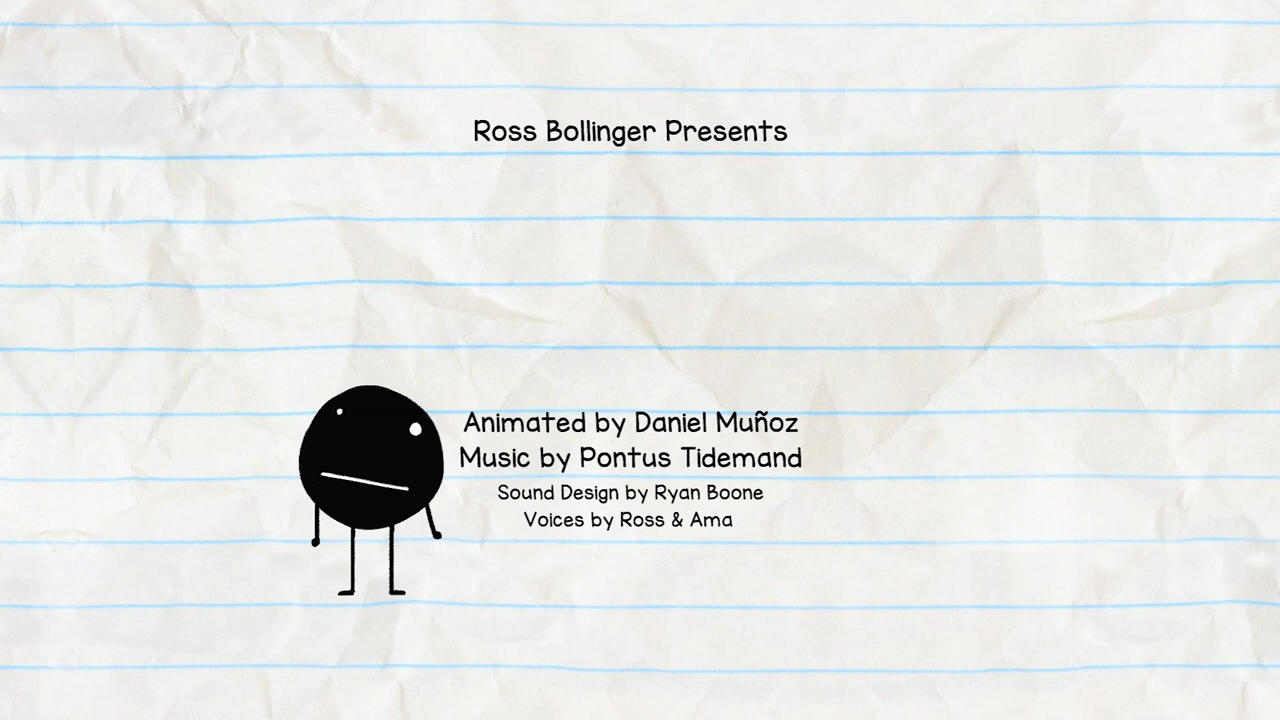 Ross Bollinger Presents
Animated by Daniel Muñoz
Music by Pontus Tidemand
Sound Design by Ryan Boone
Voices by Ross & Ama